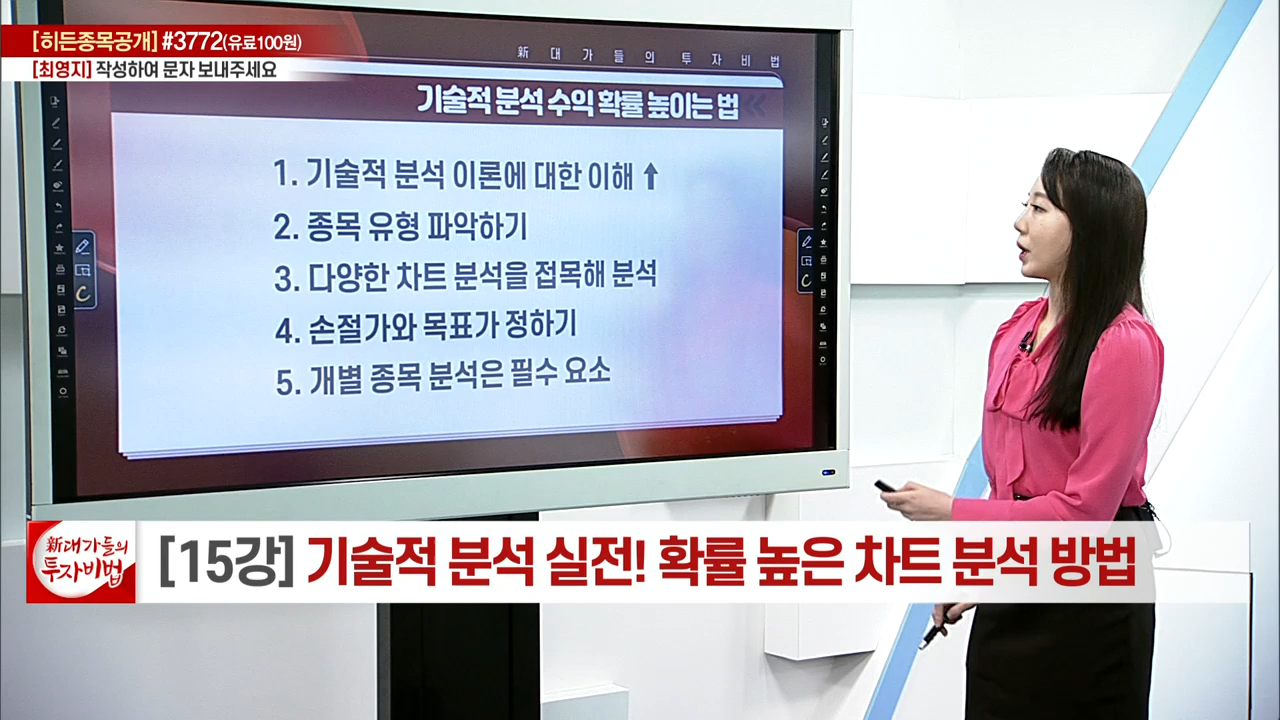 [히든종목공개] #3772(유료100원)
[최영지] 작성하여 문자 보내주세요
新 대가들의 투자비법
기술적 분석 수익 확률 높이는 법
1. 기술적 분석 이론에 대한 이해 ↑
2. 종목 유형 파악하기
3. 다양한 차트 분석을 접목해 분석
4. 손절가와 목표가 정하기
5. 개별 종목 분석은 필수 요소
新대가들의
투자비법
[15강] 기술적 분석 실전! 확률 높은 차트 분석 방법